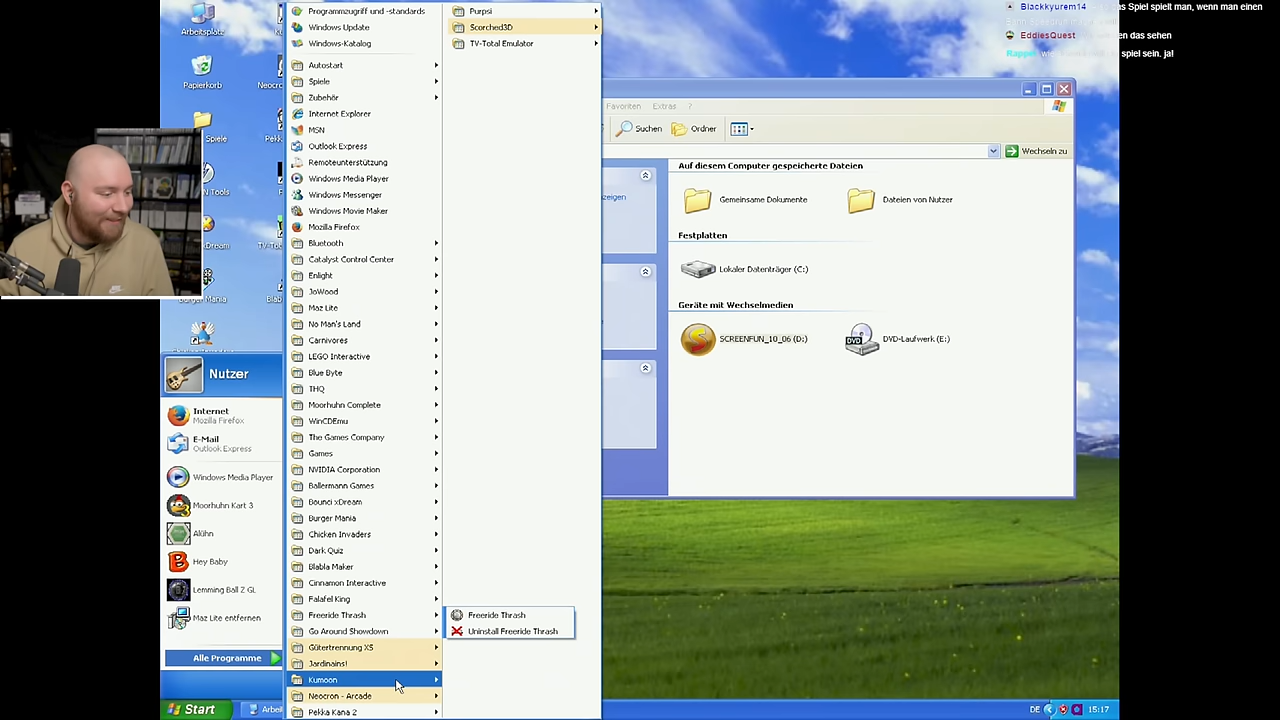 Arbeitsplatz
Papierkorb
Spiele
Programmzugriff und -standards
Windows Update
Windows-Katalog
Autostart
Spiele
Zubehör
Internet Explorer
MSN
Outlook Express
Remoteunterstützung
Windows Media Player
Windows Messenger
Windows Movie Maker
Mozilla Firefox
Bluetooth
Catalyst Control Center
Enlight
JoWood
Maz Lite
No Man's Land
Carnivores
LEGO Interactive
Blue Byte
THQ
Moorhuhn Complete
WinCDEmu
The Games Company
Games
NVIDIA Corporation
Ballermann Games
Bounci xDream
Burger Mania
Chicken Invaders
Dark Quiz
Blabla Maker
Cinnamon Interactive
Falafel King
Freeride Thrash
Go Around Showdown
Gütertrennung XS
Jardinains!
Kumoon
Neocron - Arcade
Pekka Kana 2
Purpsi
Scorched3D
TV-Total Emulator
Freeride Thrash
Uninstall Freeride Thrash
Nutzer
Internet
Mozilla Firefox
E-Mail
Outlook Express
Windows Media Player
Moorhuhn Kart 3
Alühn
Hey Baby
Lemming Ball Z GL
Maz Lite entfernen
Alle Programme
Start
Favoriten Extras ?
Suchen Ordner
Wechseln zu
Auf diesem Computer gespeicherte Dateien
Gemeinsame Dokumente
Dateien von Nutzer
Festplatten
Lokaler Datenträger (C:)
Geräte mit Wechselmedien
SCREENFUN_10_06 (D:)
DVD DVD-Laufwerk (E:)
Blackkyurem14
s Spiel spielt man, wenn man einen
EddiesQuest
en das sehen
spiel sein. ja!
DE 15:17